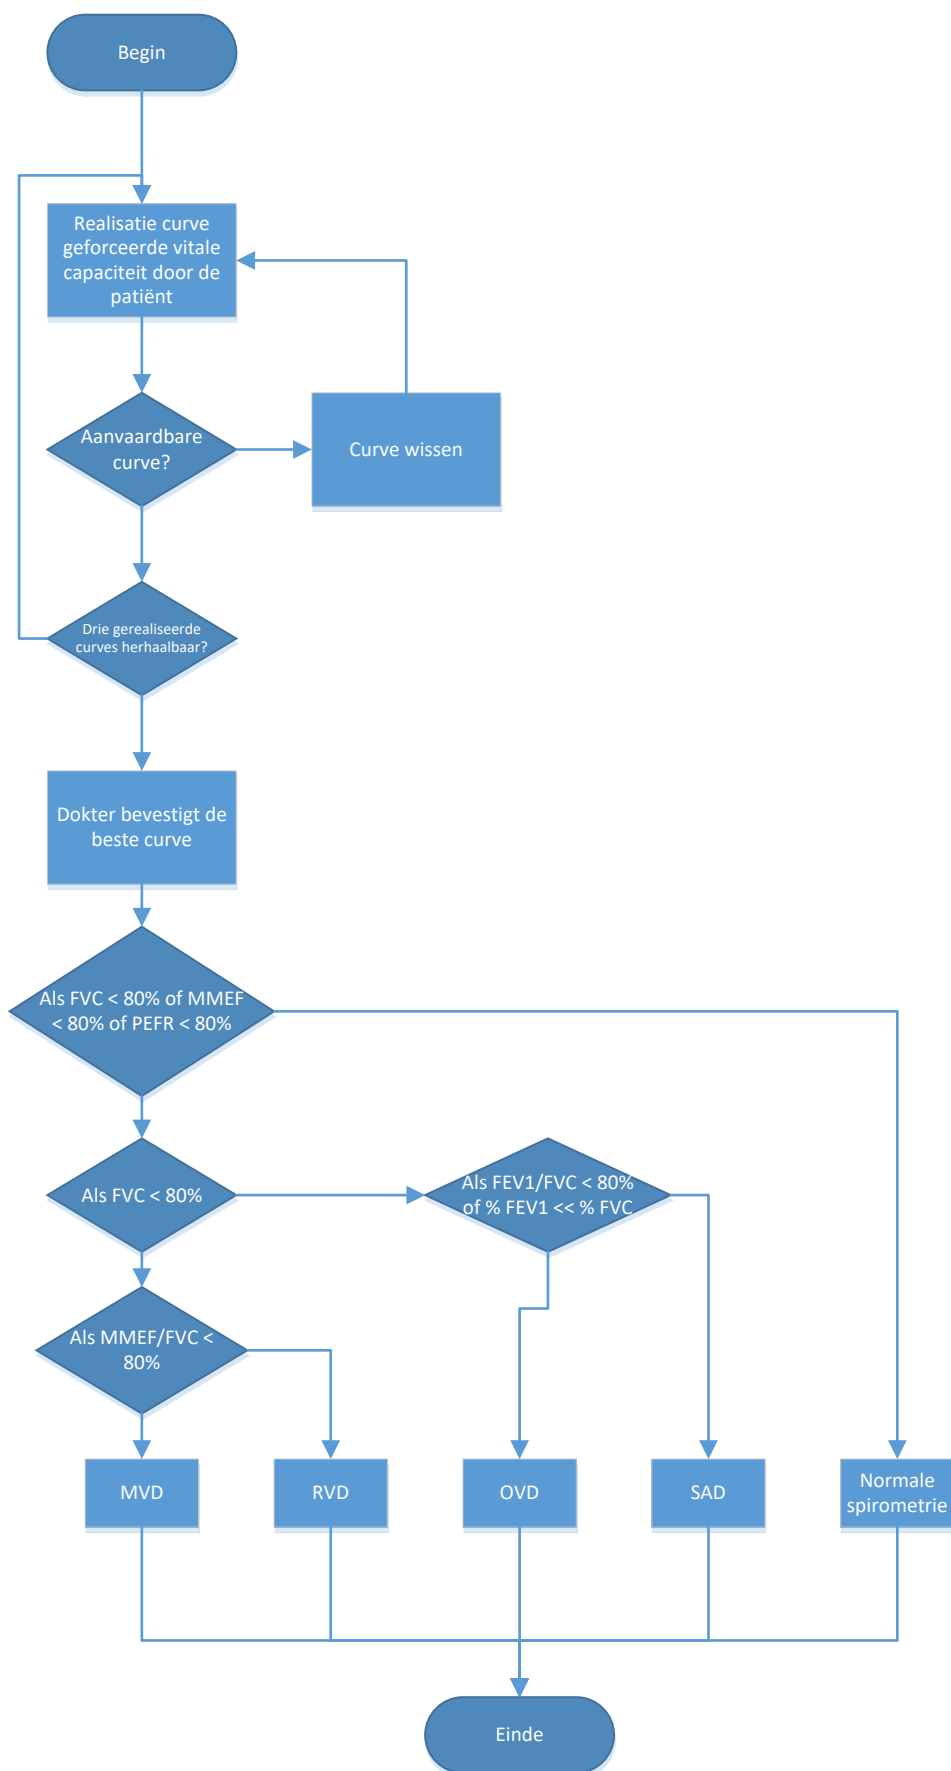 Begin
Realisatie curve
geforceerde vitale
capaciteit door de
patiënt
Aanvaardbare
curve?
Curve wissen
Drie gerealiseerde
curves herhaalbaar?
Dokter bevestigt de
beste curve
Als FVC < 80% of MMEF
< 80% of PEFR < 80%
Als FVC < 80%
Als FEV1/FVC < 80%
of % FEV1 << % FVC
Als MMEF/FVC <
80%
MVD
RVD
OVD
SAD
Normale
spirometrie
Einde